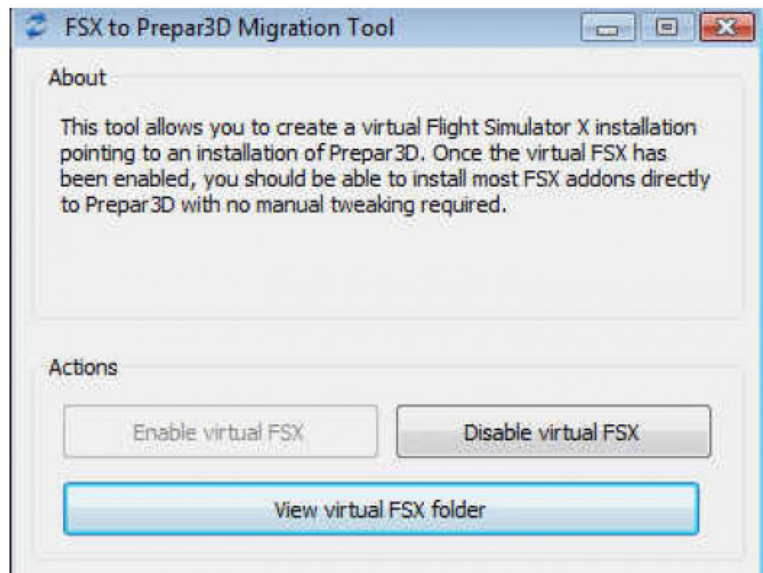 FSX to Prepar3D Migration Tool
About
This tool allows you to create a virtual Flight Simulator X installation
pointing to an installation of Prepar3D. Once the virtual FSX has
been enabled, you should be able to install most FSX addons directly
to Prepar3D with no manual tweaking required.
Actions
Enable virtual FSX
Disable virtual FSX
View virtual FSX folder